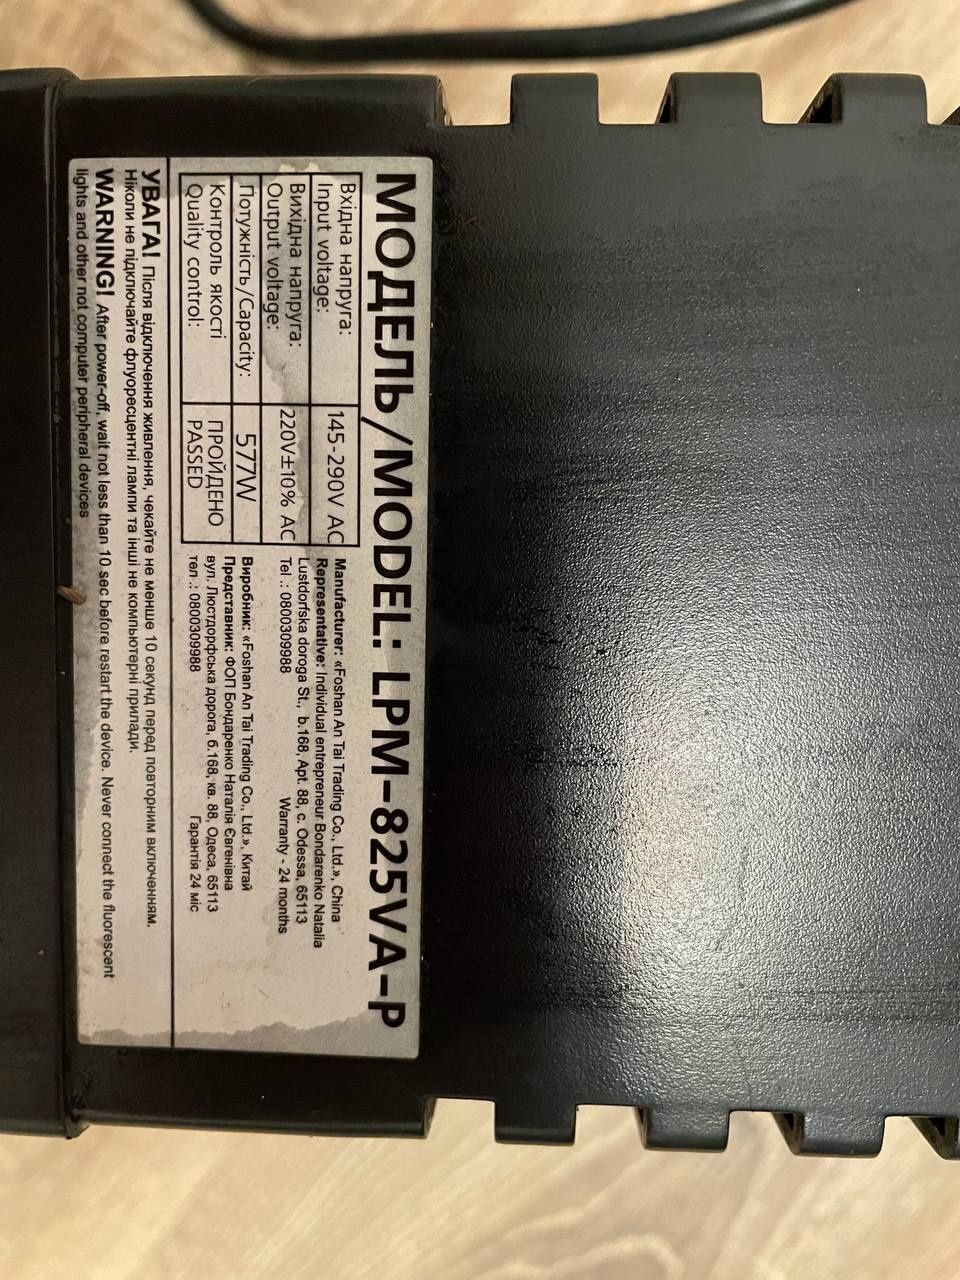 МОДЕЛЬ/MODEL: LPM-825VA-P
Вхідна напруга:
Input voltage:
145-290V AC
Вихідна напруга:
Output voltage:
220V±10% AC
Потужність/Capacity:
577W
Контроль якості
Quality control:
ПРОЙДЕНО
PASSED
Manufacturer: «Foshan An Tai Trading Co., Ltd.», China
Representative: Individual entrepreneur Bondarenko Natalia
Lustdorfska doroga St., b.168, Apt. 88, c. Odessa, 65113
Tel .: 0800309988 Warranty - 24 months
Виробник: «Foshan An Tai Trading Co., Ltd.», Китай
Представник: ФОП Бондаренко Наталія Євгенівна
вул. Люстдорфська дорога, б.168, кв. 88, Одеса, 65113
тел .: 0800309988 Гарантія 24 міс
УВАГА! Після відключення живлення, чекайте не менше 10 секунд перед повторним включенням.
Ніколи не підключайте флуоресцентні лампи та інші не комп'ютерні прилади.
WARNING! After power-off, wait not less than 10 sec before restart the device. Never connect the fluorescent
lights and other not computer peripheral devices